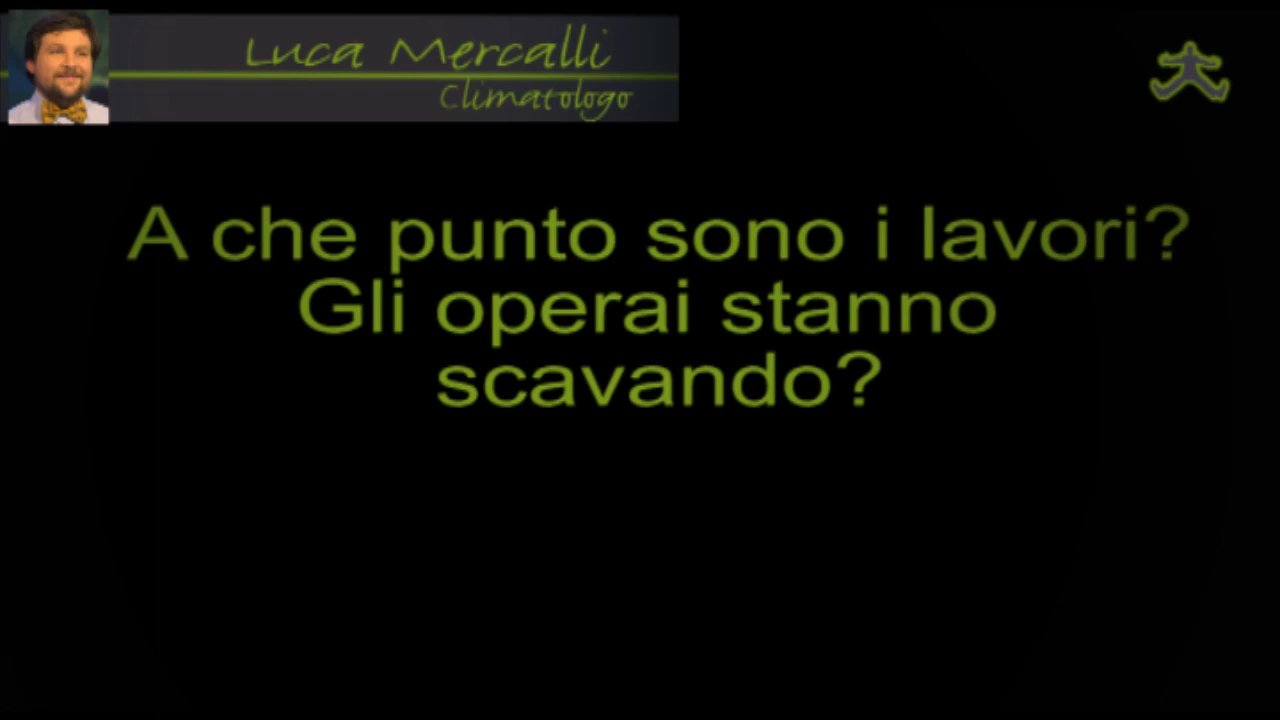 Luca Mercalli
Climatologo
A che punto sono i lavori?
Gli operai stanno
scavando?